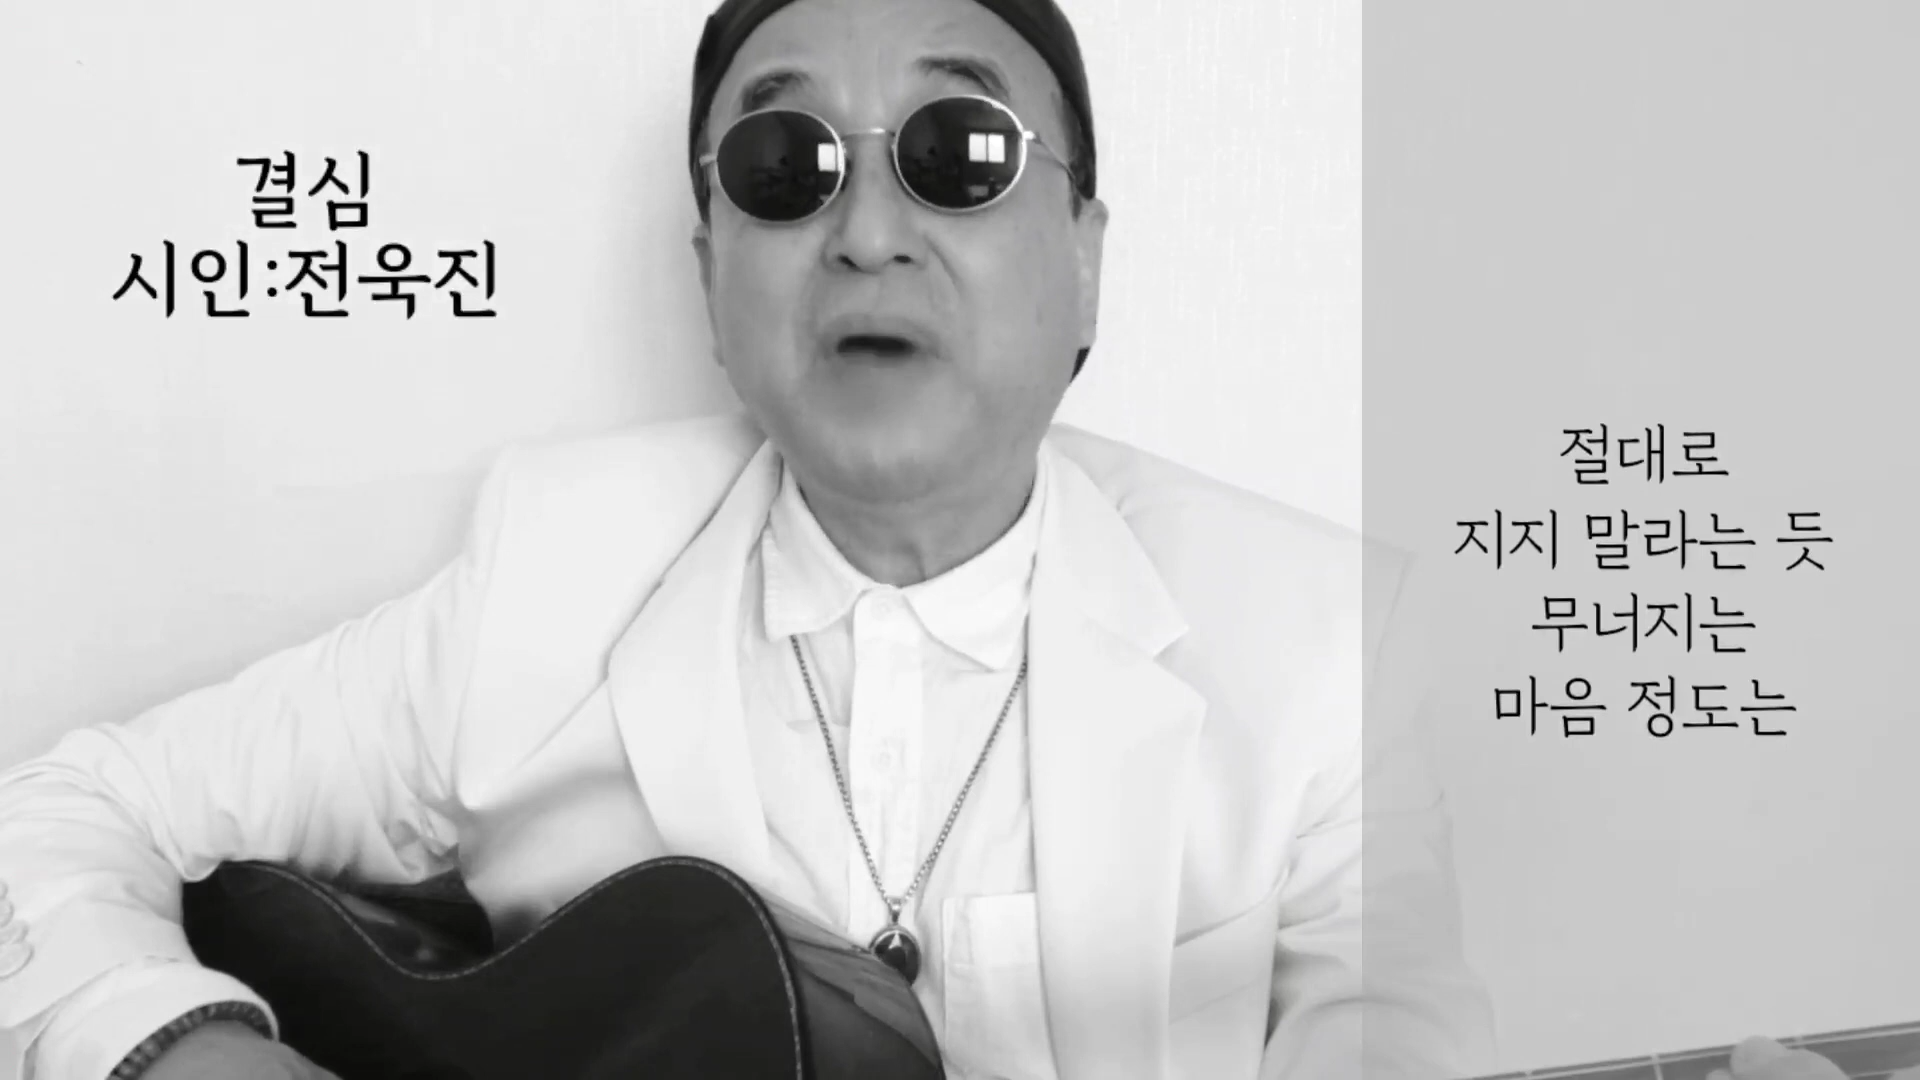 결심
시인:전욱진
절대로
지지 말라는 듯
무너지는
마음 정도는